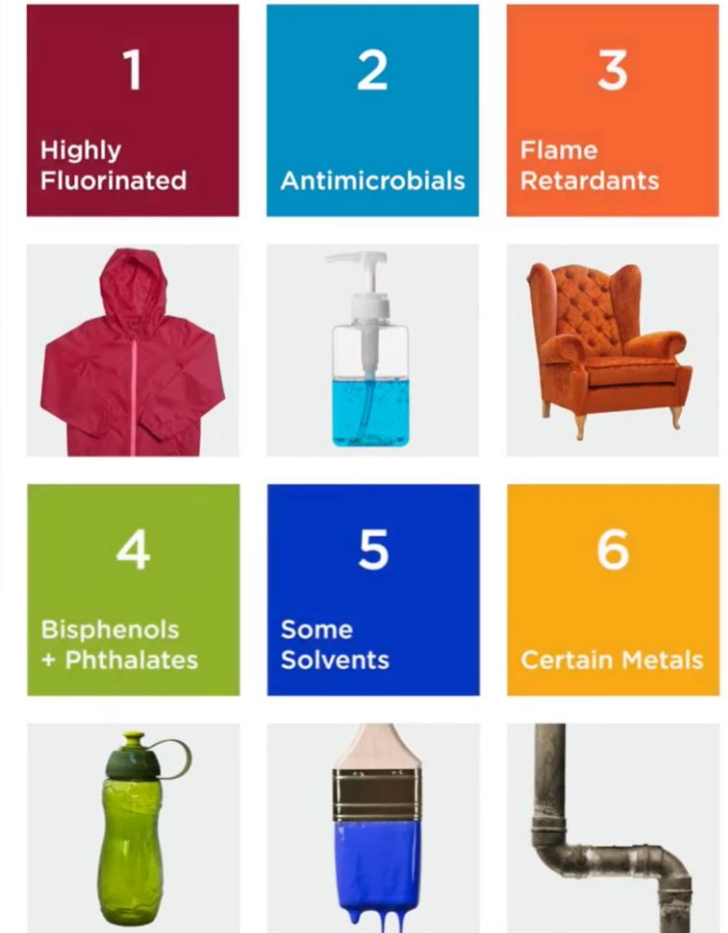 1
Highly
Fluorinated
2
Antimicrobials
3
Flame
Retardants
4
Bisphenols
+ Phthalates
5
Some
Solvents
6
Certain Metals